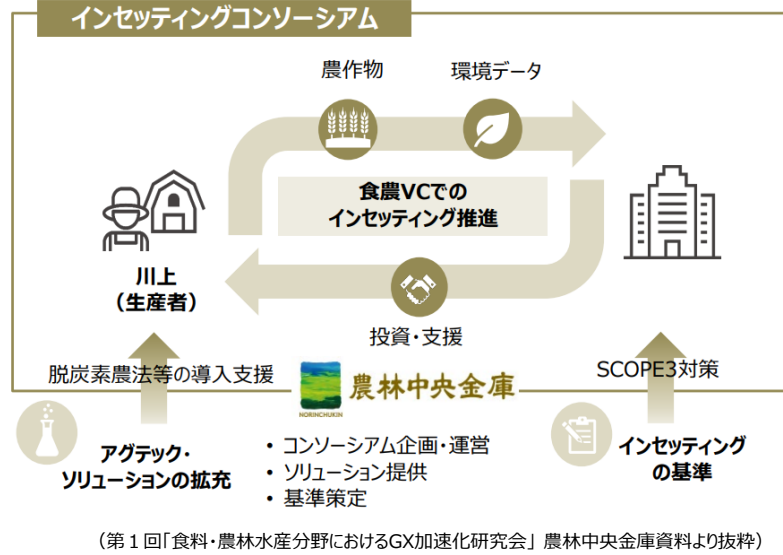 インセッティングコンソーシアム
農作物
環境データ
食農VCでの
インセッティング推進
川上
（生産者）
投資・支援
脱炭素農法等の導入支援
NORINCHUKIN
農林中央金庫
SCOPE3対策
アグテック・
ソリューションの拡充
• コンソーシアム企画・運営
• ソリューション提供
• 基準策定
インセッティング
の基準
（第１回「食料・農林水産分野におけるGX加速化研究会」 農林中央金庫資料より抜粋）